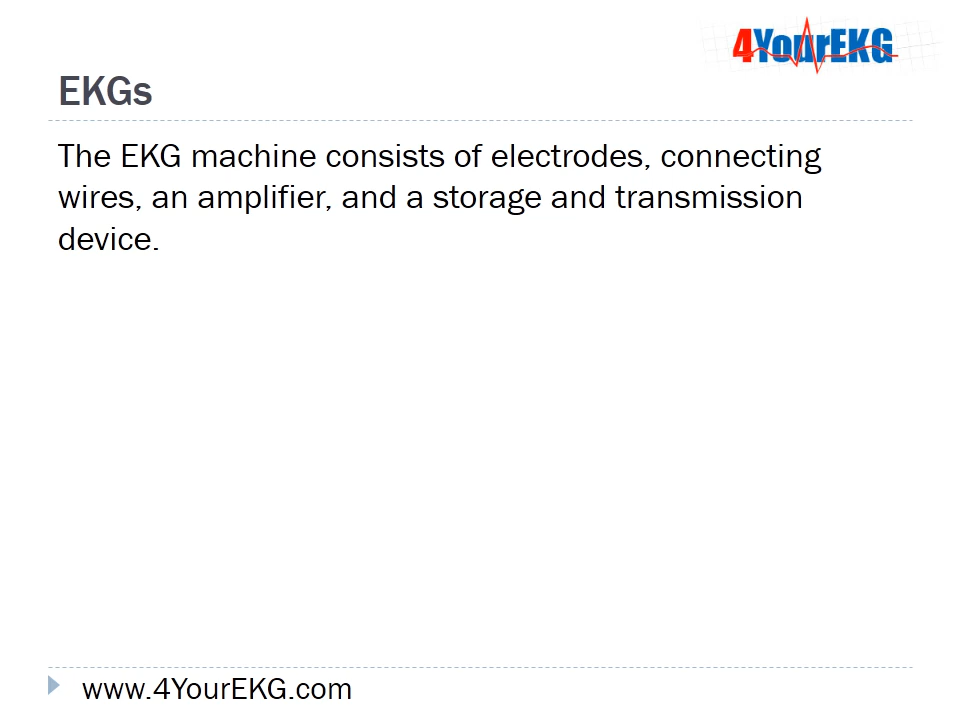 4YourEKG
EKGs
The EKG machine consists of electrodes, connecting
wires, an amplifier, and a storage and transmission
device.
www.4YourEKG.com